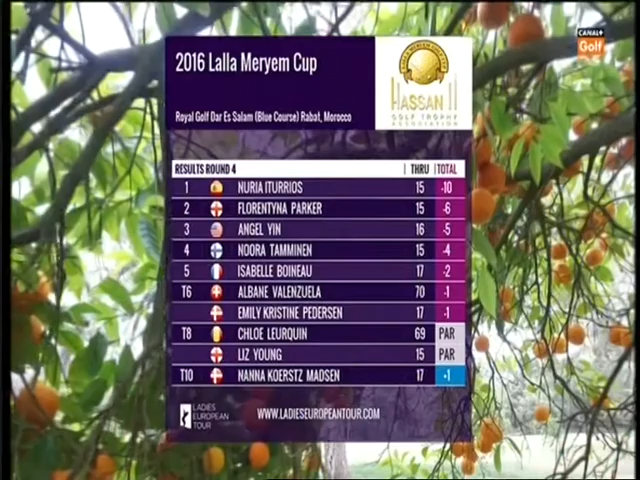 CANAL+
Golf
2016 Lalla Meryem Cup
HASSAN II
GOLF TROPHY
ASSOCIATION
Royal Golf Dar Es Salam (Blue Course) Rabat, Morocco
RESULTS ROUND 4 THRU TOTAL
1 NURIA ITURRIOS 15 -10
2 FLORENTYNA PARKER 15 -6
3 ANGEL YIN 16 -5
4 NOORA TAMMINEN 15 -4
5 ISABELLE BOINEAU 17 -2
T6 ALBANE VALENZUELA 70 -1
EMILY KRISTINE PEDERSEN 17 -1
T8 CHLOE LEURQUIN 69 PAR
LIZ YOUNG 15 PAR
T10 NANNA KOERSTZ MADSEN 17 +1
LADIES
EUROPEAN
TOUR
WWW.LADIESEUROPEANTOUR.COM